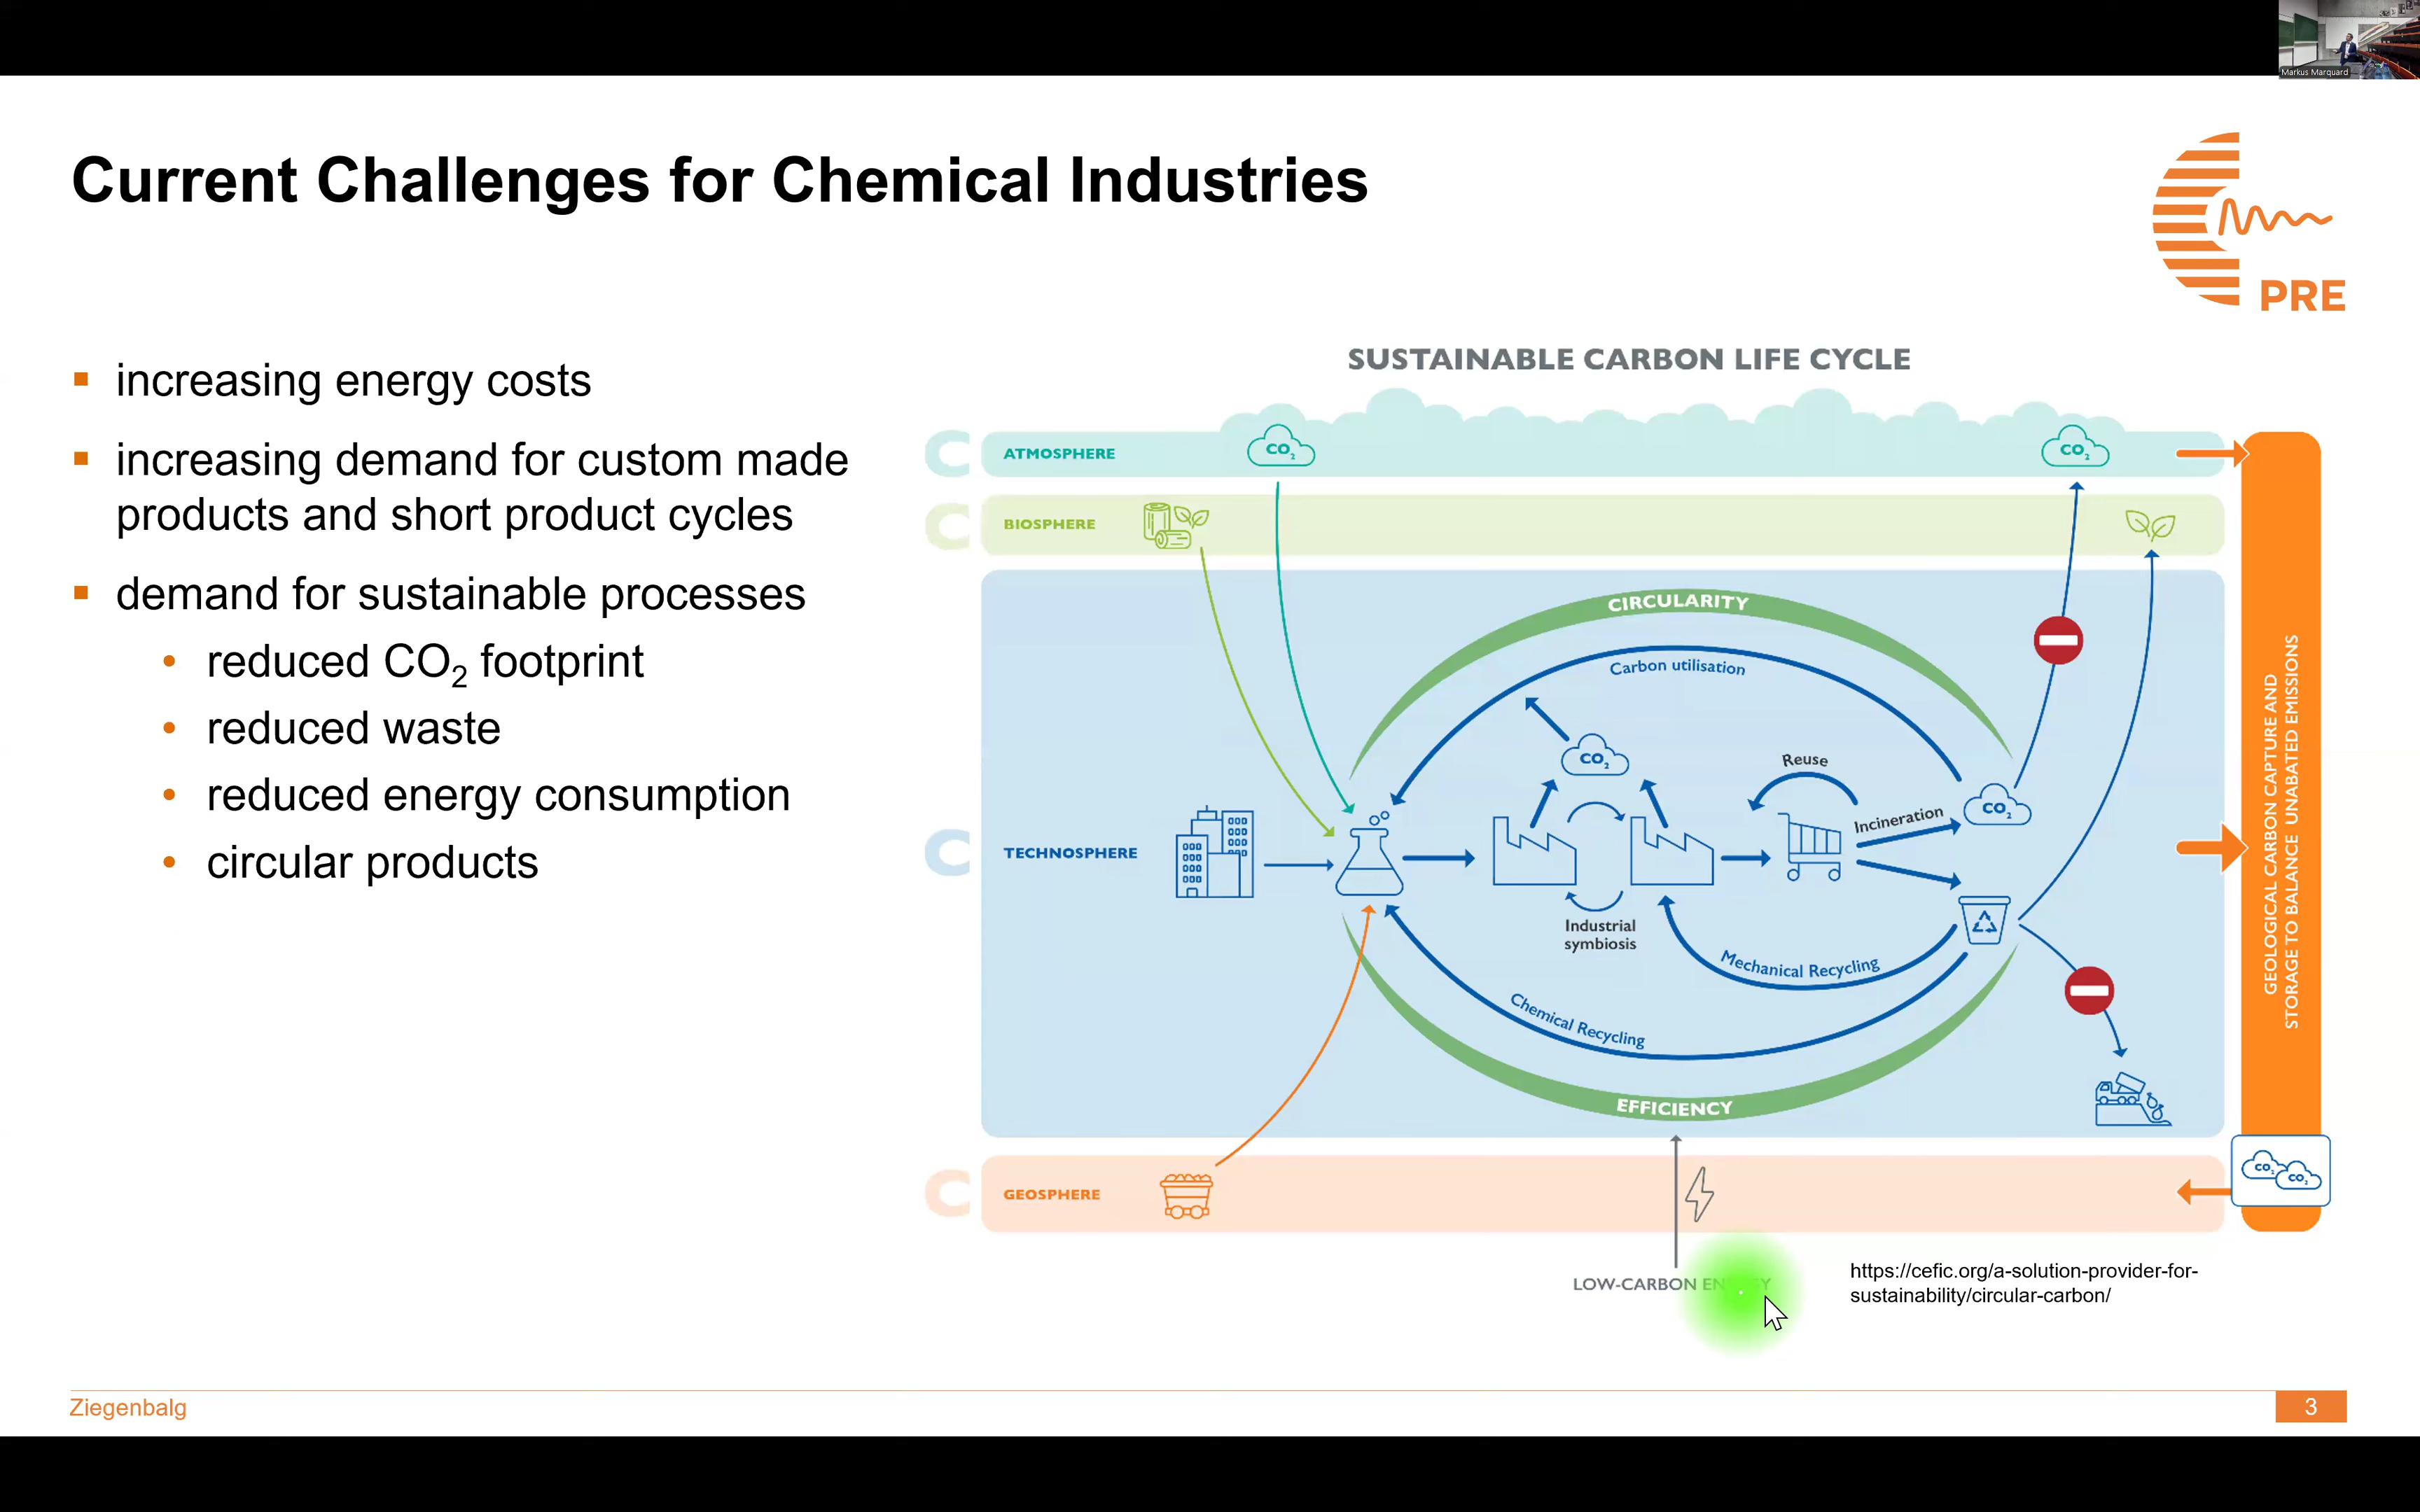 Markus Marquard
Current Challenges for Chemical Industries
PRE
increasing energy costs
increasing demand for custom made
products and short product cycles
demand for sustainable processes
reduced CO₂ footprint
reduced waste
reduced energy consumption
circular products
SUSTAINABLE CARBON LIFE CYCLE
C
ATMOSPHERE
CO₂
CO₂
C
BIOSPHERE
CIRCULARITY
Carbon utilisation
CO₂
Reuse
Incineration
CO₂
C
TECHNOSPHERE
Industrial
symbiosis
Mechanical Recycling
Chemical Recycling
EFFICIENCY
GEOLOGICAL CARBON CAPTURE AND
STORAGE TO BALANCE UNABATED EMISSIONS
C
GEOSPHERE
CO₂
CO₂
LOW-CARBON ENERGY
https://cefic.org/a-solution-provider-for-
sustainability/circular-carbon/
Ziegenbalg
3